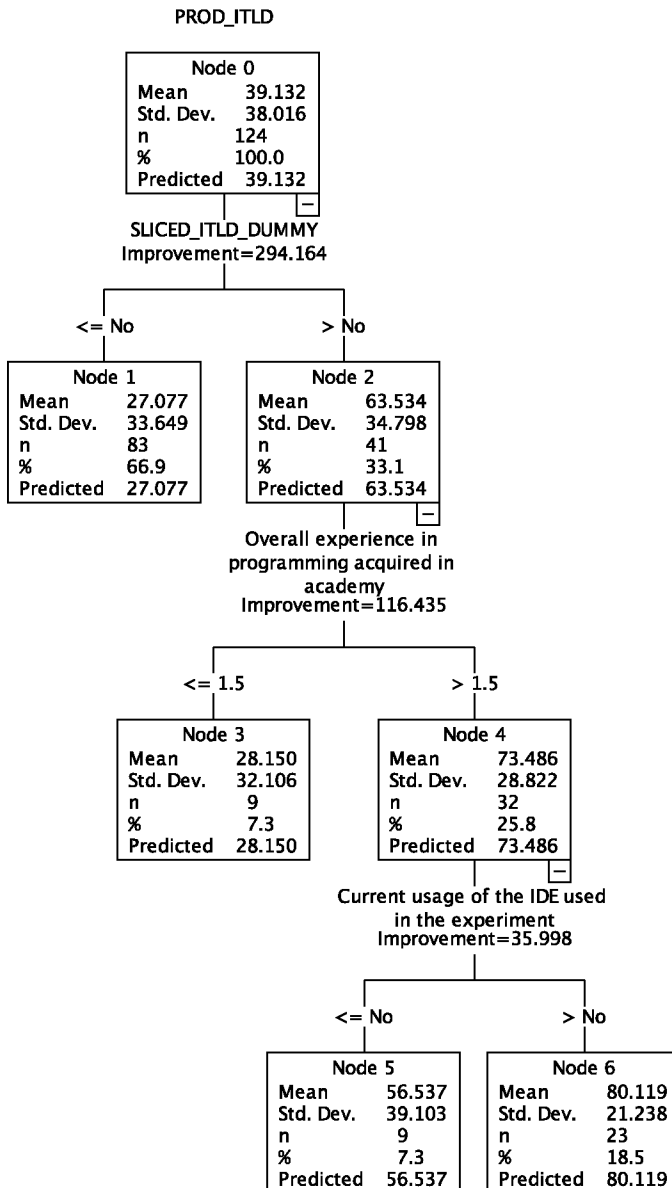 PROD_ITLD
Node 0
Mean 39.132
Std. Dev. 38.016
n 124
% 100.0
Predicted 39.132
SLICED_ITLD_DUMMY
Improvement=294.164
<= No
> No
Node 1
Mean 27.077
Std. Dev. 33.649
n 83
% 66.9
Predicted 27.077
Node 2
Mean 63.534
Std. Dev. 34.798
n 41
% 33.1
Predicted 63.534
Overall experience in
programming acquired in
academy
Improvement=116.435
<= 1.5
> 1.5
Node 3
Mean 28.150
Std. Dev. 32.106
n 9
% 7.3
Predicted 28.150
Node 4
Mean 73.486
Std. Dev. 28.822
n 32
% 25.8
Predicted 73.486
Current usage of the IDE used
in the experiment
Improvement=35.998
<= No
> No
Node 5
Mean 56.537
Std. Dev. 39.103
n 9
% 7.3
Predicted 56.537
Node 6
Mean 80.119
Std. Dev. 21.238
n 23
% 18.5
Predicted 80.119